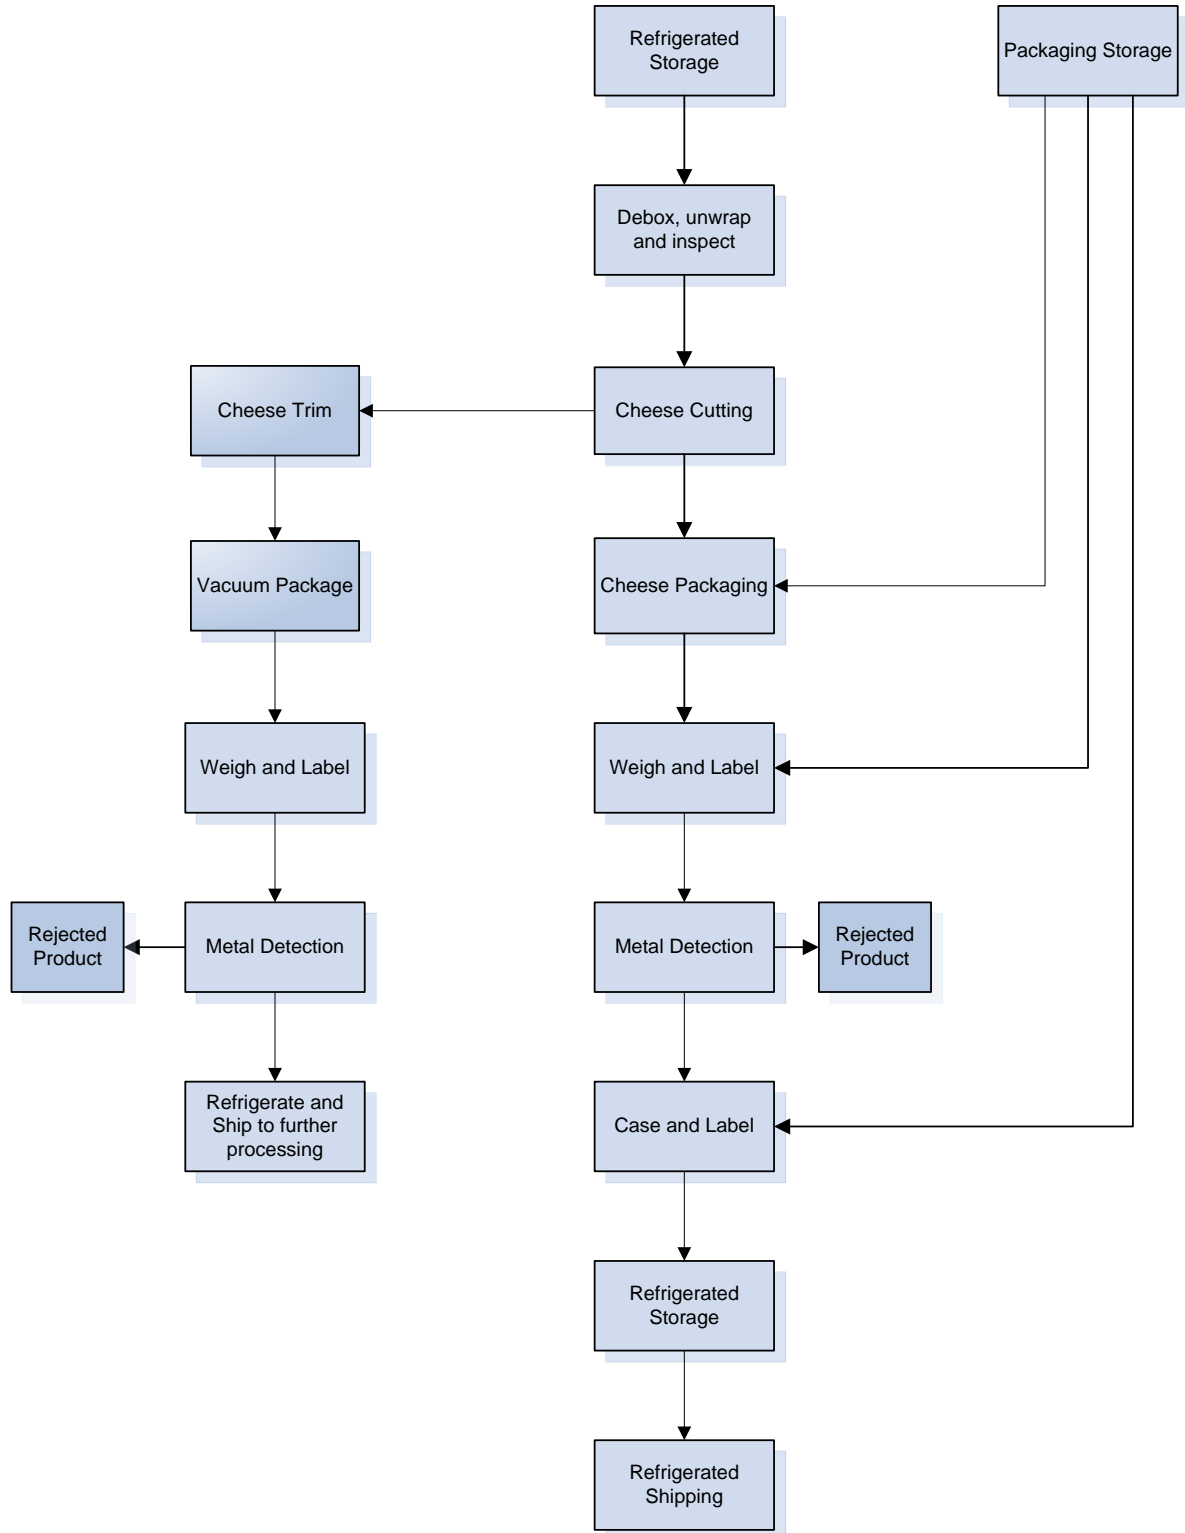 Refrigerated
Storage
Packaging Storage
Debox, unwrap
and inspect
Cheese Trim
Cheese Cutting
Vacuum Package
Cheese Packaging
Weigh and Label
Weigh and Label
Rejected
Product
Metal Detection
Metal Detection
Rejected
Product
Refrigerate and
Ship to further
processing
Case and Label
Refrigerated
Storage
Refrigerated
Shipping